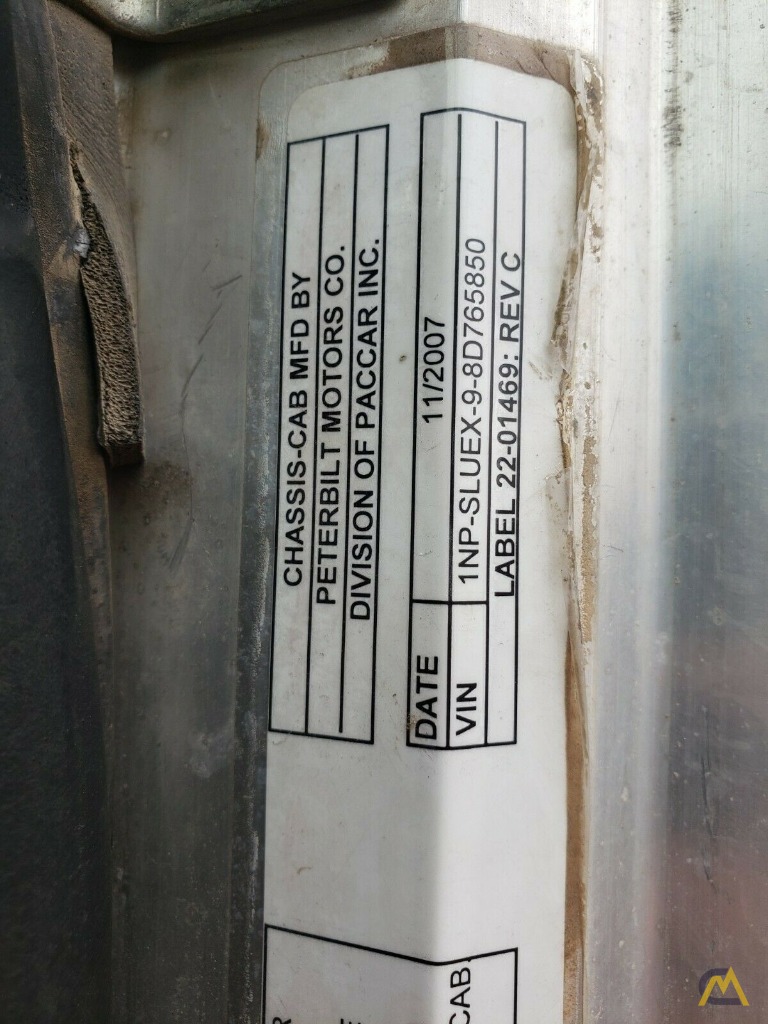 CHASSIS-CAB MFD BY
PETERBILT MOTORS CO.
DIVISION OF PACCAR INC.
DATE 11/2007
VIN 1NP-SLUEX-9-8D765850
LABEL 22-01469: REV C
CAB.